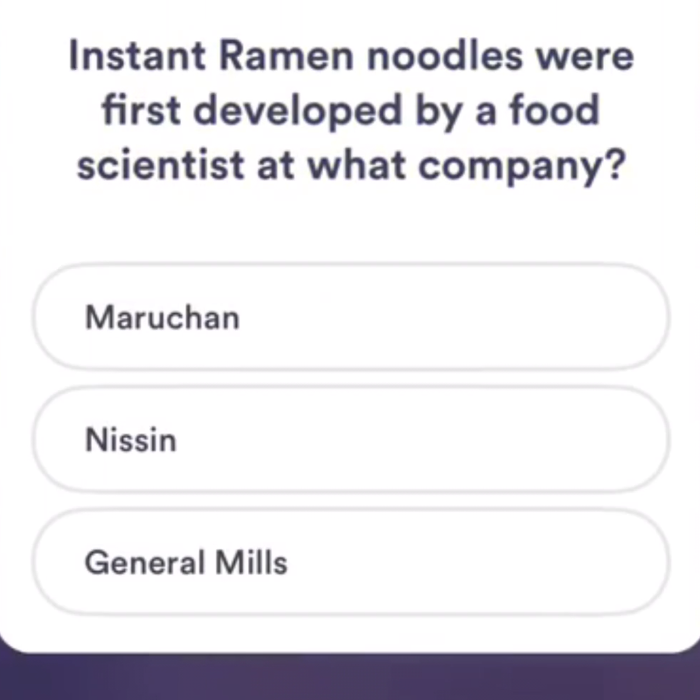 Instant Ramen noodles were
first developed by a food
scientist at what company?
Maruchan
Nissin
General Mills